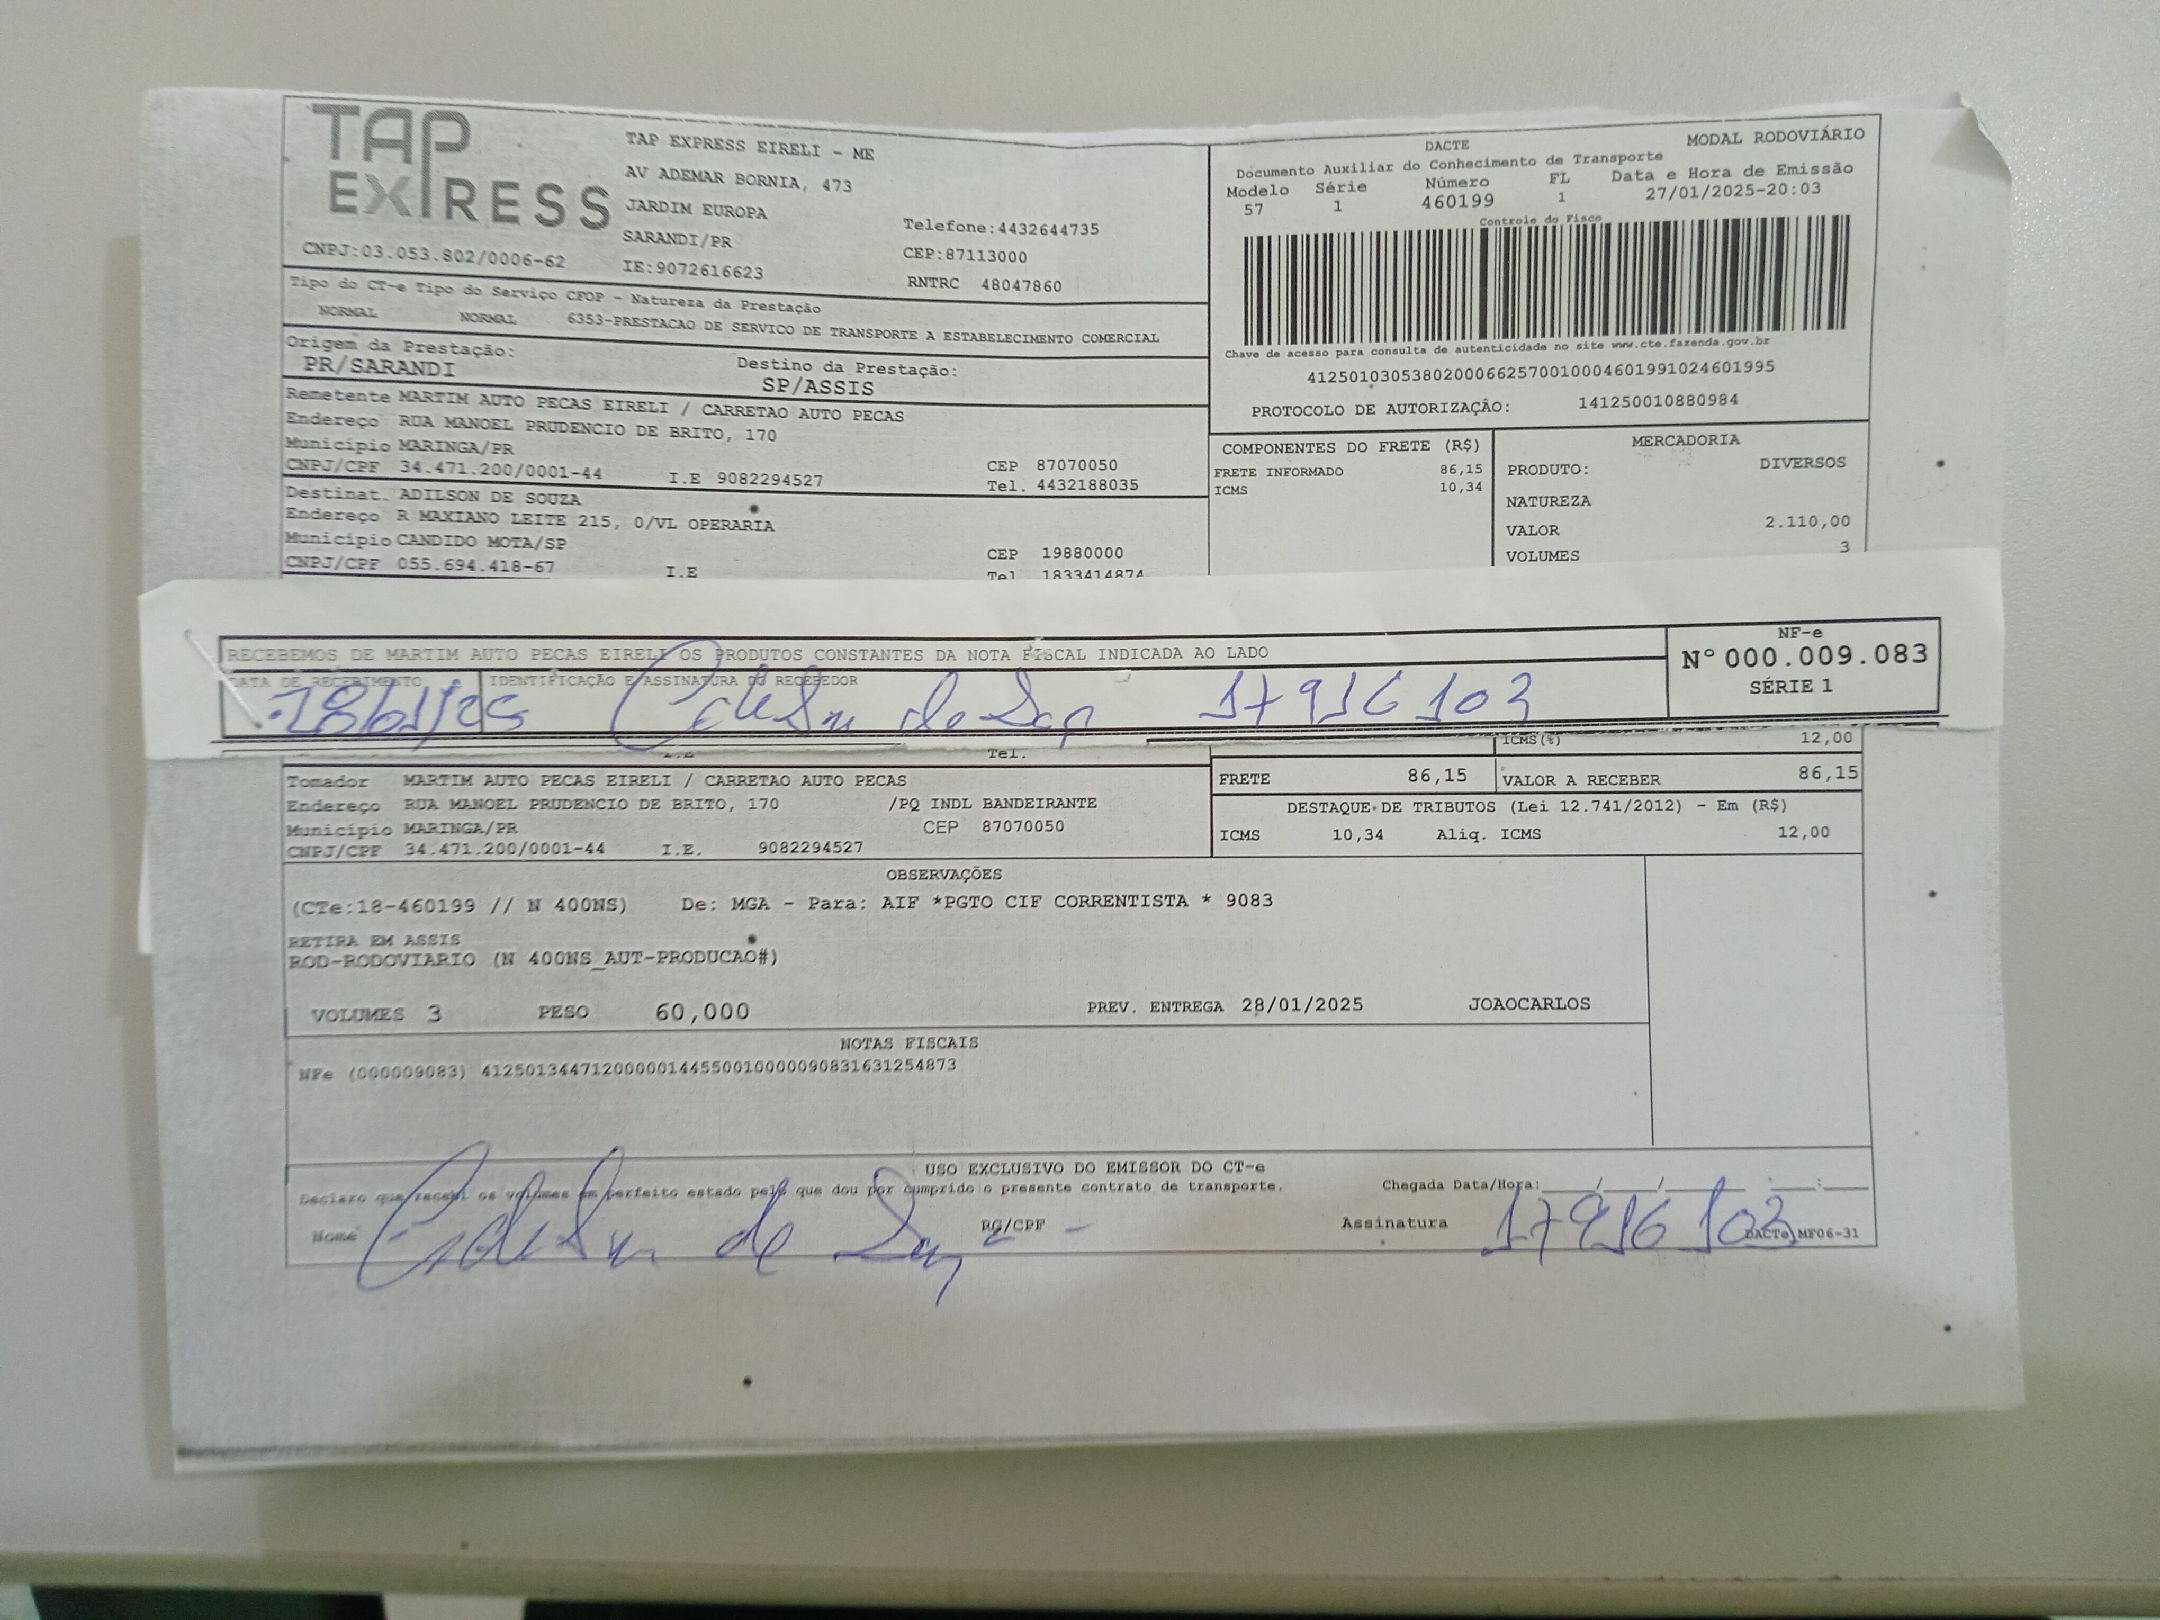 TAP EXPRESS
TAP EXPRESS EIRELI - ME
AV ADEMAR BORNIA, 473
JARDIM EUROPA
SARANDI/PR
IE:9072616623
Telefone:4432644735
CEP:87113000
RNTRC 48047860
CNPJ:03.053.802/0006-62
DACTE
MODAL RODOVIÁRIO
Documento Auxiliar do Conhecimento de Transporte
Modelo Série Número FL Data e Hora de Emissão
57 1 460199 1 27/01/2025-20:03
Controle do Fisco
Chave de acesso para consulta de autenticidade no site www.cte.fazenda.gov.br
41250103053802000662570010004601991024601995
PROTOCOLO DE AUTORIZAÇÃO: 141250010880984
Tipo do CT-e Tipo do Serviço CFOP - Natureza da Prestação
NORMAL NORMAL 6353-PRESTACAO DE SERVICO DE TRANSPORTE A ESTABELECIMENTO COMERCIAL
Origem da Prestação: Destino da Prestação:
PR/SARANDI SP/ASSIS
Remetente MARTIM AUTO PECAS EIRELI / CARRETAO AUTO PECAS
Endereço RUA MANOEL PRUDENCIO DE BRITO, 170
Município MARINGA/PR CEP 87070050
CNPJ/CPF 34.471.200/0001-44 I.E 9082294527 Tel. 4432188035
Destinat. ADILSON DE SOUZA
Endereço R MAXIANO LEITE 215, 0/VL OPERARIA
Município CANDIDO MOTA/SP CEP 19880000
CNPJ/CPF 055.694.418-67 I.E Tel 1833414874
COMPONENTES DO FRETE (R$)
FRETE INFORMADO 86,15
ICMS 10,34
MERCADORIA
PRODUTO: DIVERSOS
NATUREZA
VALOR 2.110,00
VOLUMES 3
RECEBEMOS DE MARTIM AUTO PECAS EIRELI OS PRODUTOS CONSTANTES DA NOTA FISCAL INDICADA AO LADO
DATA DE RECEBIMENTO IDENTIFICAÇÃO E ASSINATURA DO RECEBEDOR
28/01/25 17916103
NF-e
N° 000.009.083
SÉRIE 1
Tel.
ICMS(%) 12,00
Tomador MARTIM AUTO PECAS EIRELI / CARRETAO AUTO PECAS
Endereço RUA MANOEL PRUDENCIO DE BRITO, 170 /PQ INDL BANDEIRANTE
Município MARINGA/PR CEP 87070050
CNPJ/CPF 34.471.200/0001-44 I.E. 9082294527
FRETE 86,15 VALOR A RECEBER 86,15
DESTAQUE DE TRIBUTOS (Lei 12.741/2012) - Em (R$)
ICMS 10,34 Aliq. ICMS 12,00
OBSERVAÇÕES
(CTe:18-460199 // N 400NS) De: MGA - Para: AIF *PGTO CIF CORRENTISTA * 9083
RETIRA EM ASSIS
ROD-RODOVIARIO (N 400NS_AUT-PRODUCAO#)
VOLUMES 3 PESO 60,000 PREV. ENTREGA 28/01/2025 JOAOCARLOS
NOTAS FISCAIS
NFe (000009083) 41250134471200000144550010000090831631254873
USO EXCLUSIVO DO EMISSOR DO CT-e
Declaro que recebi os volumes em perfeito estado pelo que dou por cumprido o presente contrato de transporte. Chegada Data/Hora:___/___/___ __:__
Nome RG/CPF Assinatura 17916103
DACTe MF06-31